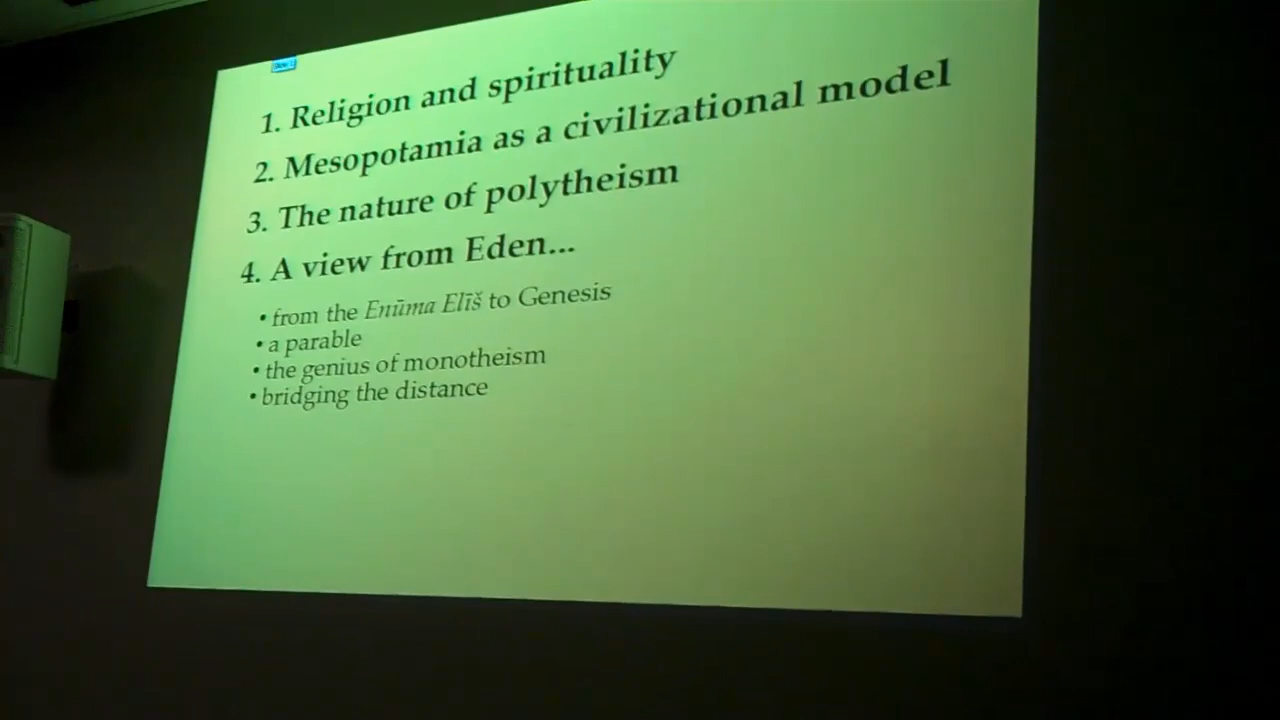 1. Religion and spirituality
2. Mesopotamia as a civilizational model
3. The nature of polytheism
4. A view from Eden...
• from the Enūma Elīš to Genesis
• a parable
• the genius of monotheism
• bridging the distance